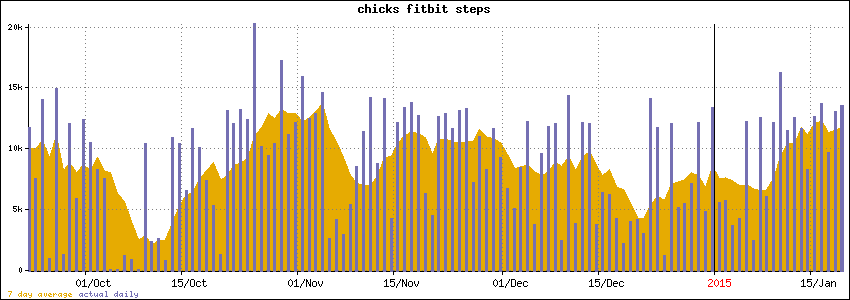 chicks fitbit steps
20k
15k
10k
5k
0
01/Oct 15/Oct 01/Nov 15/Nov 01/Dec 15/Dec 2015 15/Jan
7 day average actual daily